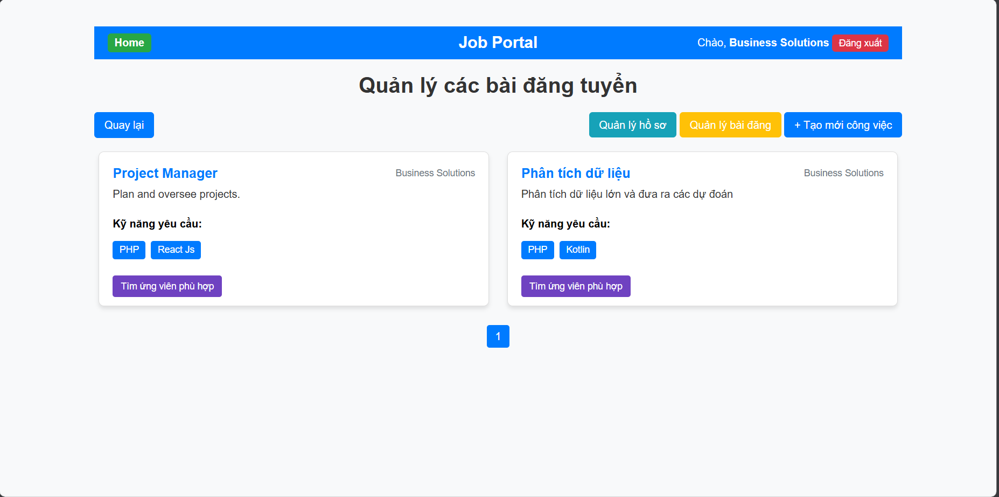 Home
Job Portal
Chào, Business Solutions
Đăng xuất
Quản lý các bài đăng tuyển
Quay lại
Quản lý hồ sơ
Quản lý bài đăng
+ Tạo mới công việc
Project Manager
Business Solutions
Plan and oversee projects.
Kỹ năng yêu cầu:
PHP
React Js
Tìm ứng viên phù hợp
Phân tích dữ liệu
Business Solutions
Phân tích dữ liệu lớn và đưa ra các dự đoán
Kỹ năng yêu cầu:
PHP
Kotlin
Tìm ứng viên phù hợp
1